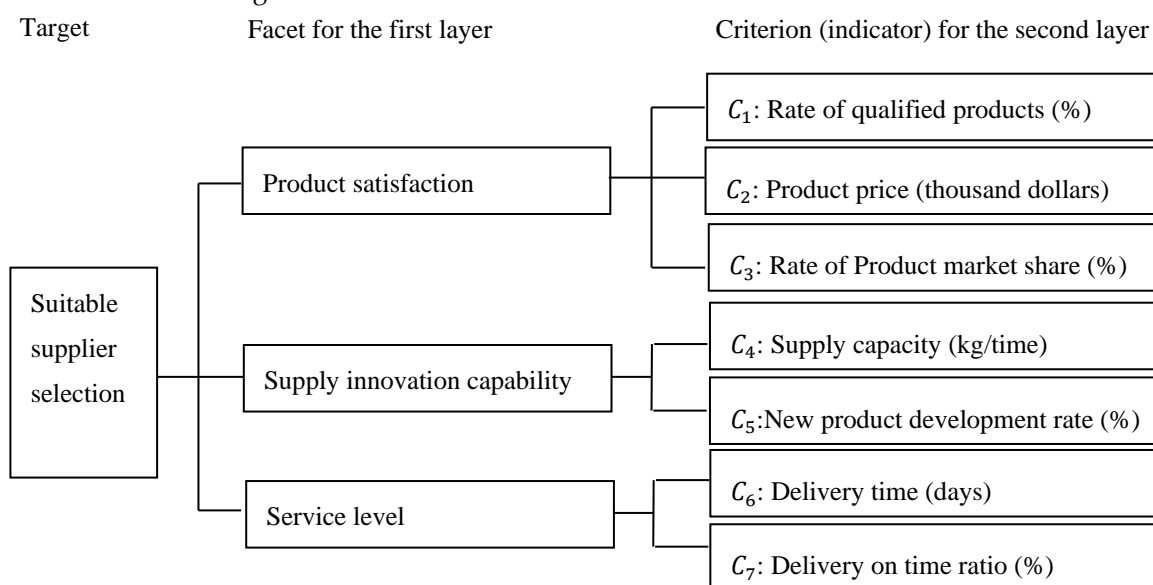 Target Facet for the first layer Criterion (indicator) for the second layer
C₁: Rate of qualified products (%)
Product satisfaction
C₂: Product price (thousand dollars)
C₃: Rate of Product market share (%)
Suitable
supplier
selection
Supply innovation capability
C₄: Supply capacity (kg/time)
C₅:New product development rate (%)
Service level
C₆: Delivery time (days)
C₇: Delivery on time ratio (%)